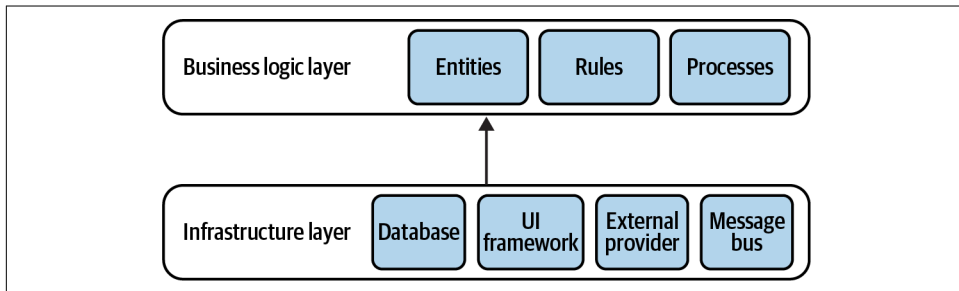 Business logic layer
Entities
Rules
Processes
Infrastructure layer
Database
UI
framework
External
provider
Message
bus